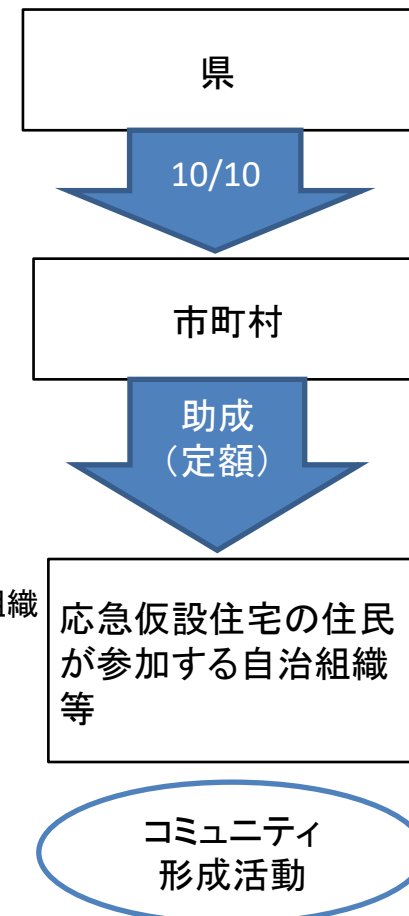 県
10/10
市町村
助成
（定額）
組織
応急仮設住宅の住民
が参加する自治組織
等
コミュニティ
形成活動